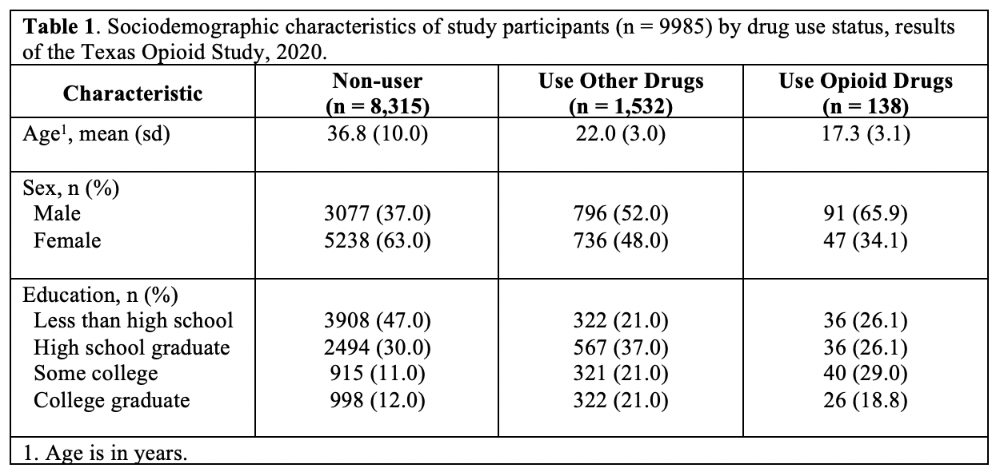 Table 1. Sociodemographic characteristics of study participants (n = 9985) by drug use status, results
of the Texas Opioid Study, 2020.
Characteristic Non-user (n = 8,315) Use Other Drugs (n = 1,532) Use Opioid Drugs (n = 138)
Age¹, mean (sd) 36.8 (10.0) 22.0 (3.0) 17.3 (3.1)
Sex, n (%)
Male 3077 (37.0) 796 (52.0) 91 (65.9)
Female 5238 (63.0) 736 (48.0) 47 (34.1)
Education, n (%)
Less than high school 3908 (47.0) 322 (21.0) 36 (26.1)
High school graduate 2494 (30.0) 567 (37.0) 36 (26.1)
Some college 915 (11.0) 321 (21.0) 40 (29.0)
College graduate 998 (12.0) 322 (21.0) 26 (18.8)
1. Age is in years.